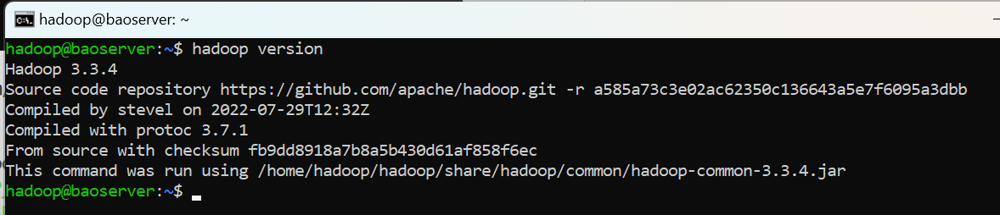 hadoop@baoserver: ~
hadoop@baoserver:~$ hadoop version
Hadoop 3.3.4
Source code repository https://github.com/apache/hadoop.git -r a585a73c3e02ac62350c136643a5e7f6095a3dbb
Compiled by stevel on 2022-07-29T12:32Z
Compiled with protoc 3.7.1
From source with checksum fb9dd8918a7b8a5b430d61af858f6ec
This command was run using /home/hadoop/hadoop/share/hadoop/common/hadoop-common-3.3.4.jar
hadoop@baoserver:~$